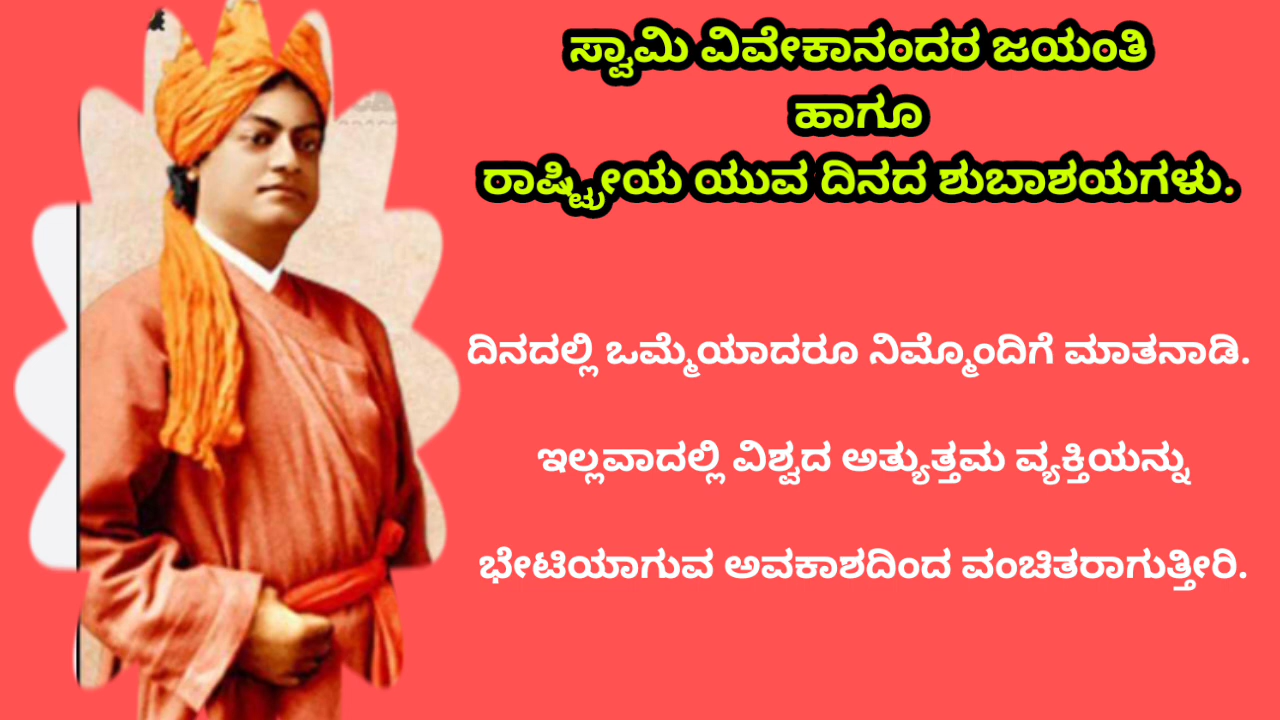 ಸ್ವಾಮಿ ವಿವೇಕಾನಂದರ ಜಯಂತಿ
ಹಾಗೂ
ರಾಷ್ಟ್ರೀಯ ಯುವ ದಿನದ ಶುಬಾಶಯಗಳು.
ದಿನದಲ್ಲಿ ಒಮ್ಮೆಯಾದರೂ ನಿಮ್ಮೊಂದಿಗೆ ಮಾತನಾಡಿ.
ಇಲ್ಲವಾದಲ್ಲಿ ವಿಶ್ವದ ಅತ್ಯುತ್ತಮ ವ್ಯಕ್ತಿಯನ್ನು
ಭೇಟಿಯಾಗುವ ಅವಕಾಶದಿಂದ ವಂಚಿತರಾಗುತ್ತೀರಿ.